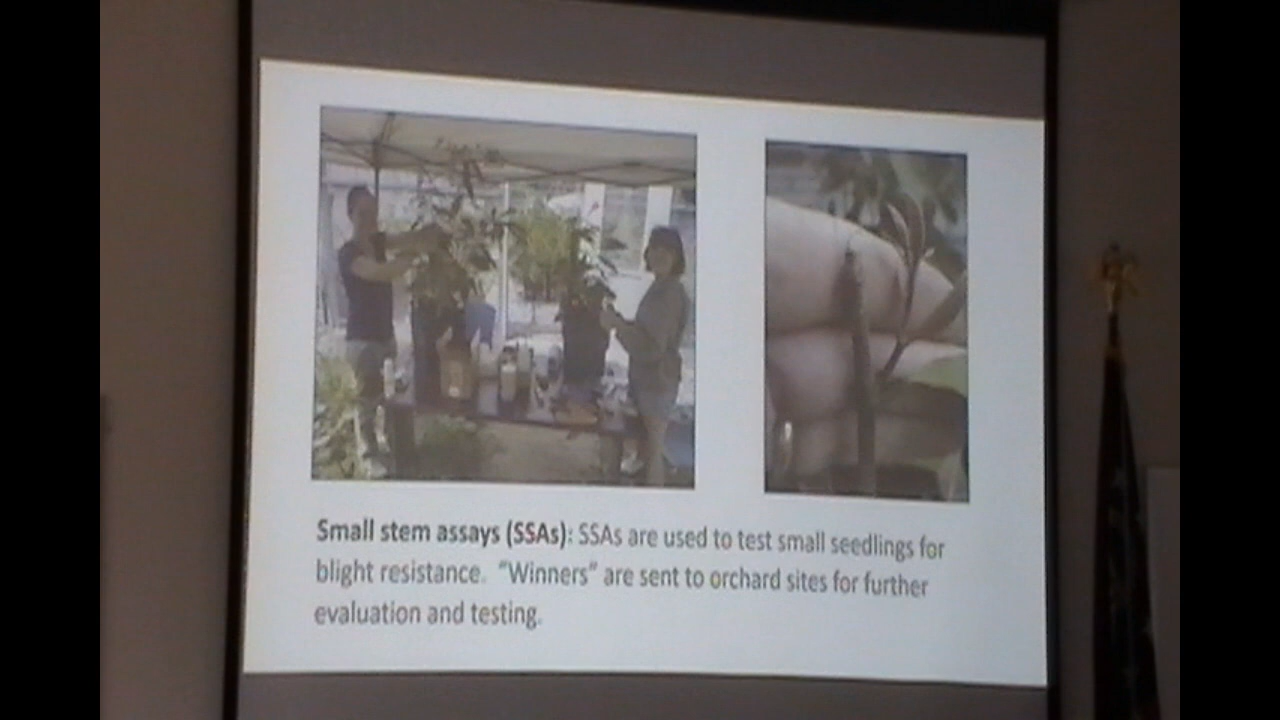 Small stem assays (SSAs): SSAs are used to test small seedlings for
blight resistance. "Winners" are sent to orchard sites for further
evaluation and testing.